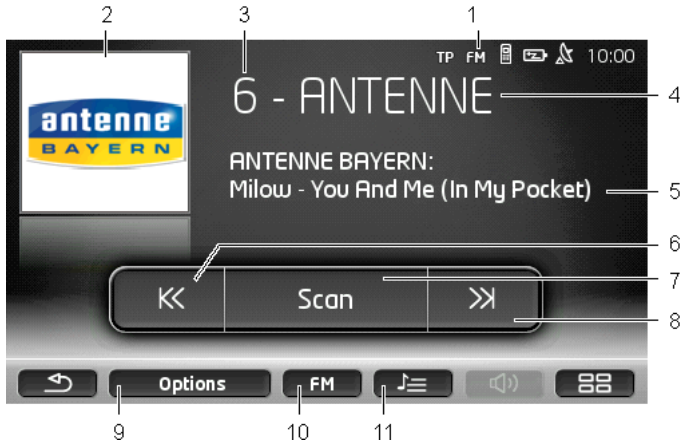 2 3 1
TP FM 10:00
6 - ANTENNE 4
antenne
BAYERN
ANTENNE BAYERN:
Milow - You And Me (In My Pocket) 5
6
Scan 7
8
Options FM
9 10 11